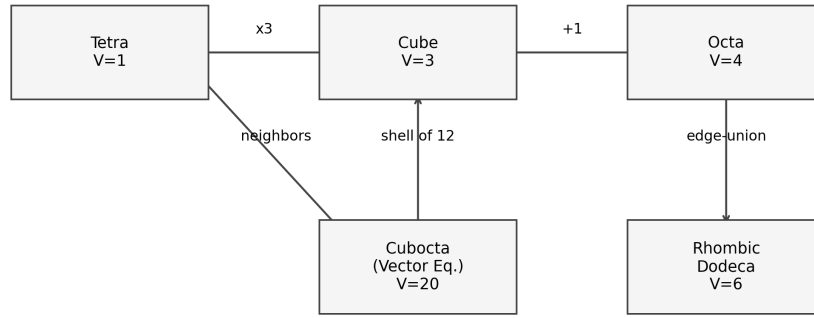 Tetra
V=1
x3
Cube
V=3
+1
Octa
V=4
neighbors
shell of 12
edge-union
Cubocta
(Vector Eq.)
V=20
Rhombic
Dodeca
V=6